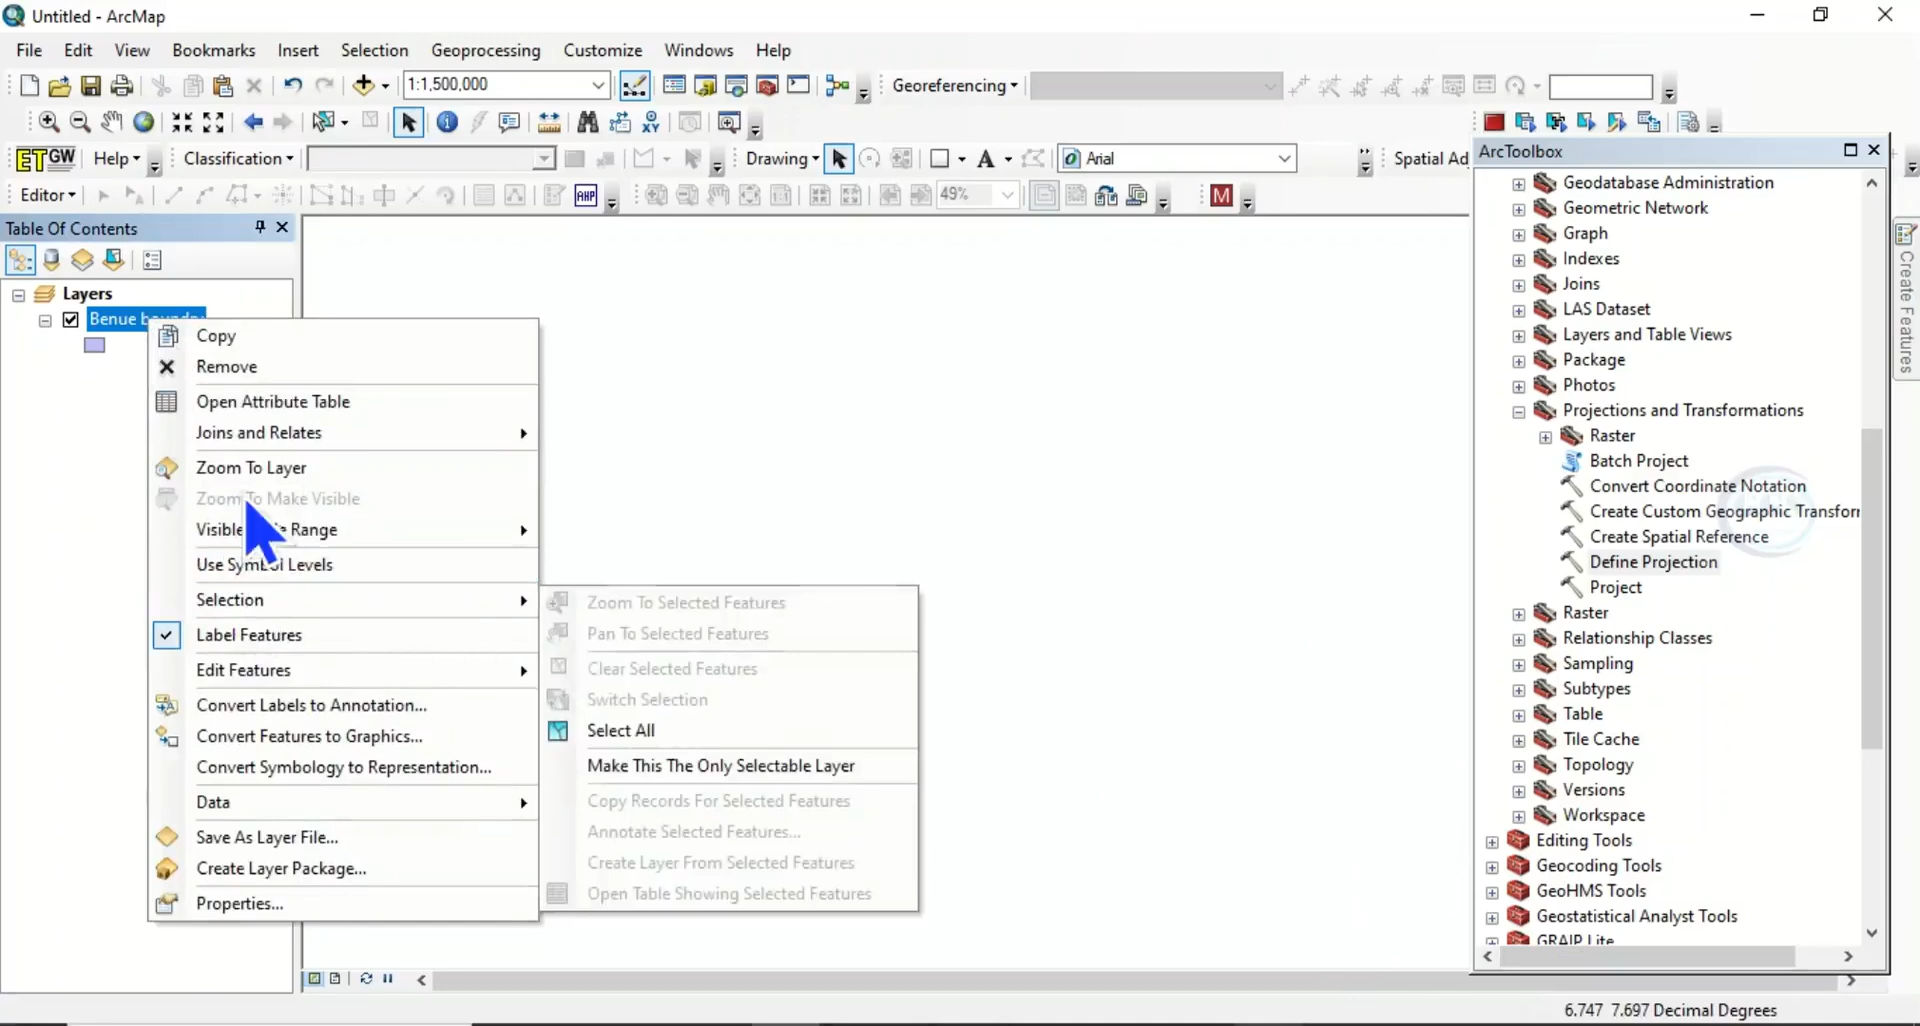 Untitled - ArcMap
File Edit View Bookmarks Insert Selection Geoprocessing Customize Windows Help
1:1,500,000
Georeferencing
ETGW Help Classification Drawing A Arial Spatial Ad
Editor AHP 49% M
ArcToolbox
Geodatabase Administration
Geometric Network
Graph
Indexes
Joins
LAS Dataset
Layers and Table Views
Package
Photos
Projections and Transformations
Raster
Batch Project
Convert Coordinate Notation
Create Custom Geographic Transform
Create Spatial Reference
Define Projection
Project
Raster
Relationship Classes
Sampling
Subtypes
Table
Tile Cache
Topology
Versions
Workspace
Editing Tools
Geocoding Tools
GeoHMS Tools
Geostatistical Analyst Tools
GRAIP Lite
Create Features
Table Of Contents
Layers
Benue boundry
Copy
Remove
Open Attribute Table
Joins and Relates
Zoom To Layer
Zoom To Make Visible
Visible Range
Use Symbol Levels
Selection
Label Features
Edit Features
Convert Labels to Annotation...
Convert Features to Graphics...
Convert Symbology to Representation...
Data
Save As Layer File...
Create Layer Package...
Properties...
Zoom To Selected Features
Pan To Selected Features
Clear Selected Features
Switch Selection
Select All
Make This The Only Selectable Layer
Copy Records For Selected Features
Annotate Selected Features...
Create Layer From Selected Features
Open Table Showing Selected Features
6.747 7.697 Decimal Degrees